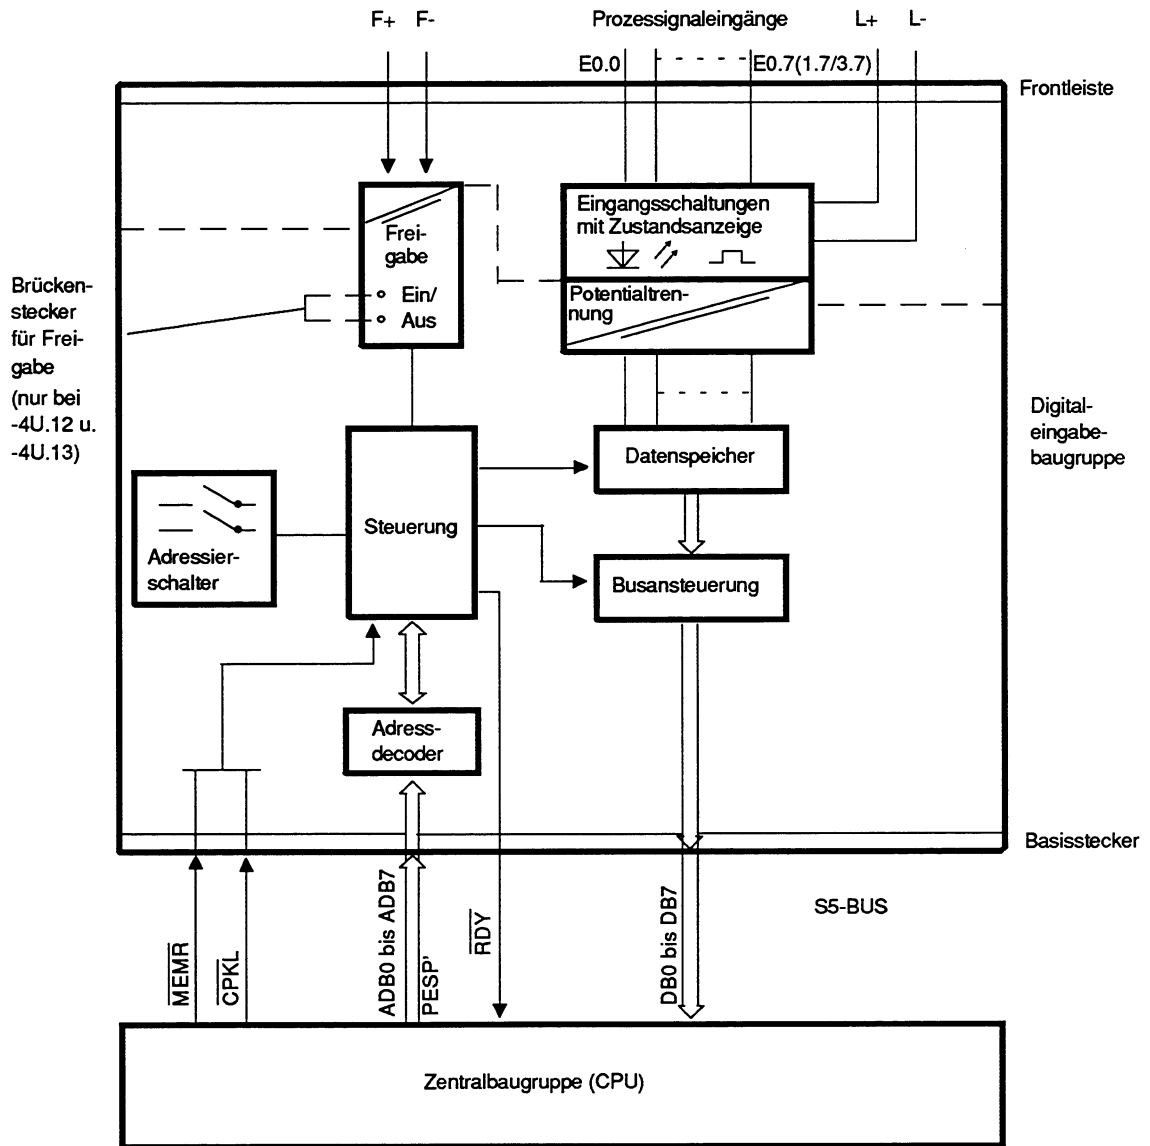 F+ F- Prozessignaleingänge L+ L-
E0.0 E0.7(1.7/3.7)
Frontleiste
Frei-
gabe
Ein/
Aus
Eingangsschaltungen
mit Zustandsanzeige
Potentialtren-
nung
Brücken-
stecker
für Frei-
gabe
(nur bei
-4U.12 u.
-4U.13)
Digital-
eingabe-
baugruppe
Datenspeicher
Steuerung
Adressier-
schalter
Busansteuerung
Adress-
decoder
Basisstecker
S5-BUS
MEMR
CPKL
ADB0 bis ADB7
PESP'
RDY
DB0 bis DB7
Zentralbaugruppe (CPU)